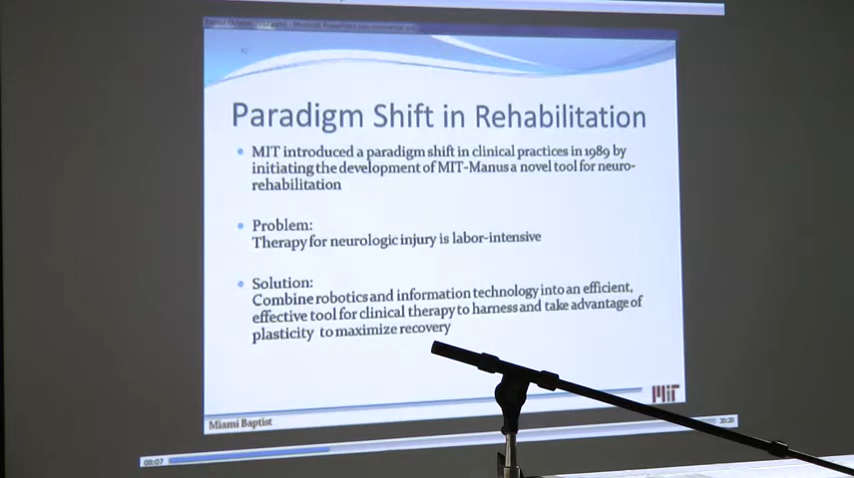 Paradigm Shift in Rehabilitation
MIT introduced a paradigm shift in clinical practices in 1989 by
initiating the development of MIT-Manus a novel tool for neuro-
rehabilitation
Problem:
Therapy for neurologic injury is labor-intensive
Solution:
Combine robotics and information technology into an efficient,
effective tool for clinical therapy to harness and take advantage of
plasticity to maximize recovery
MIT
Miami Baptist
08:07